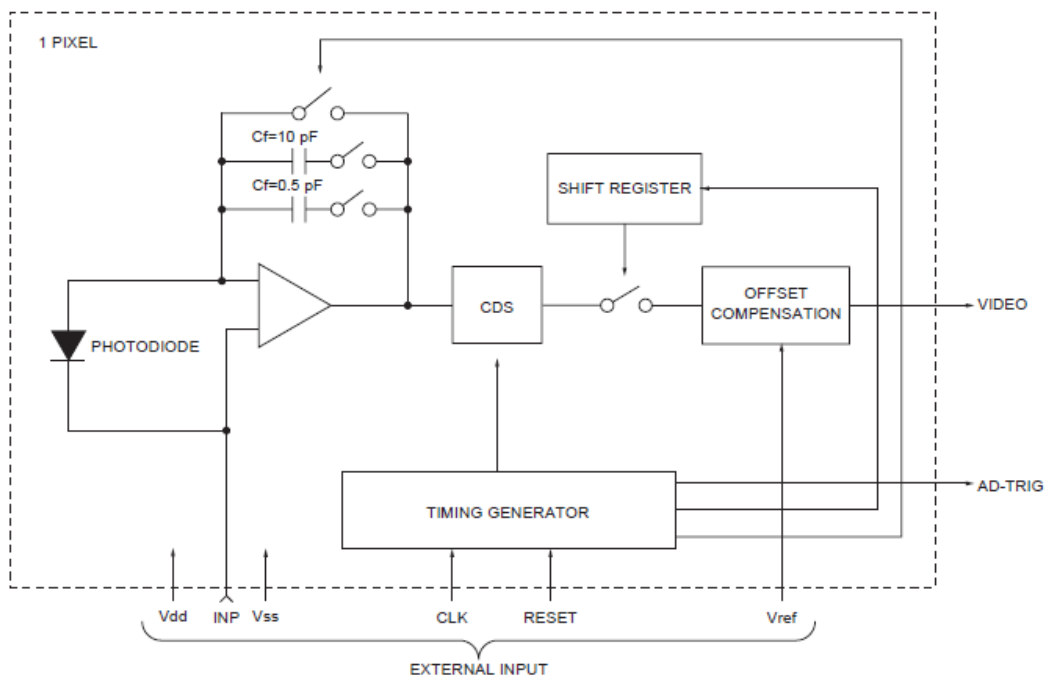 1 PIXEL
Cf=10 pF
Cf=0.5 pF
SHIFT REGISTER
CDS
OFFSET
COMPENSATION
VIDEO
PHOTODIODE
TIMING GENERATOR
AD-TRIG
Vdd
INP
Vss
CLK
RESET
Vref
EXTERNAL INPUT